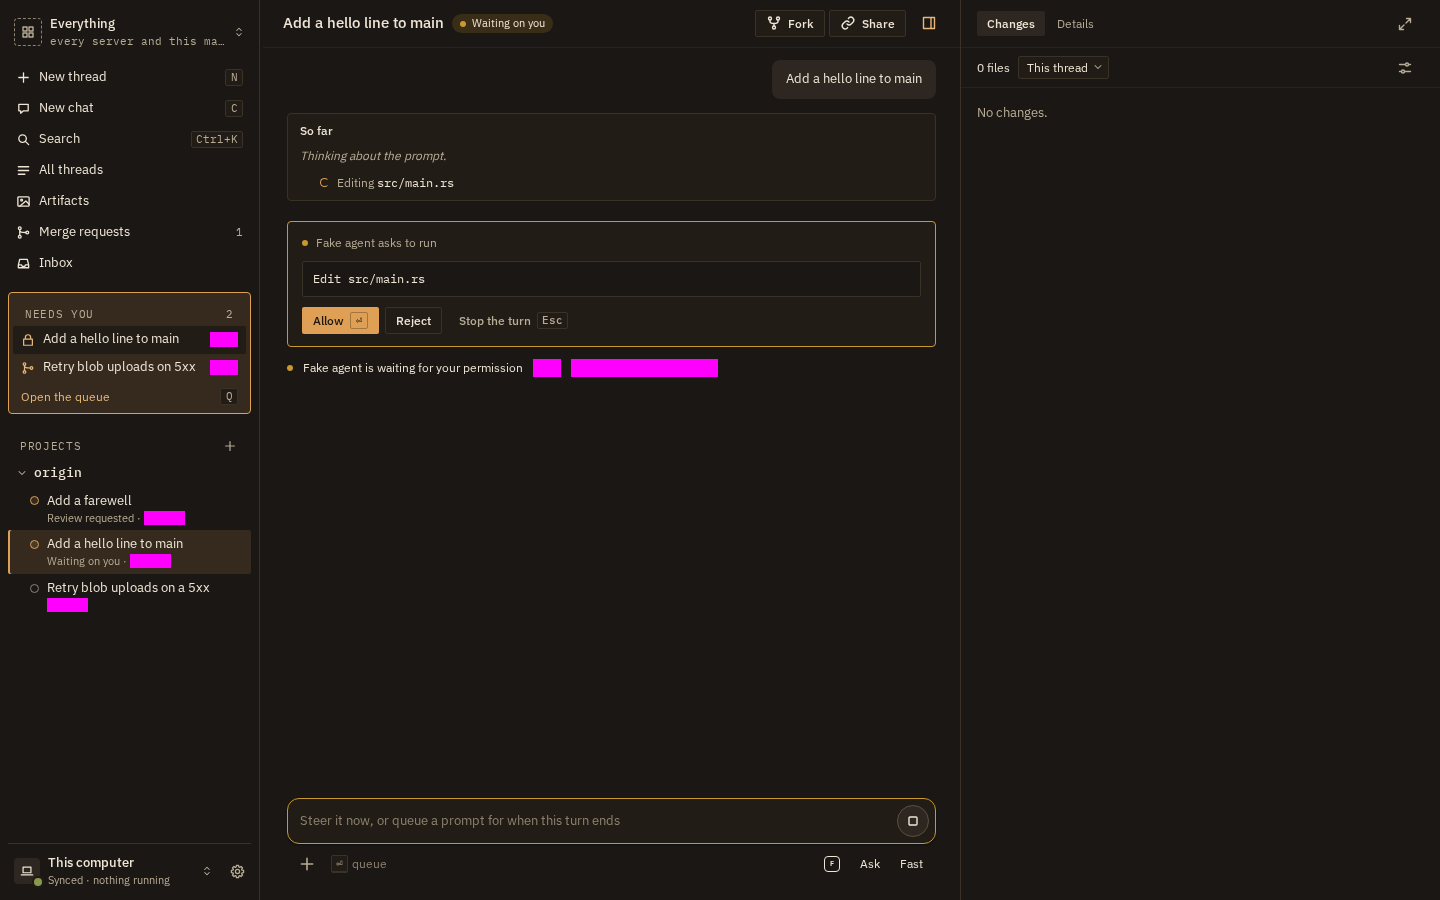 Everything
every server and this ma…
New thread N
New chat C
Search Ctrl+K
All threads
Artifacts
Merge requests 1
Inbox
NEEDS YOU 2
Add a hello line to main
Retry blob uploads on 5xx
Open the queue Q
PROJECTS
origin
Add a farewell
Review requested ·
Add a hello line to main
Waiting on you ·
Retry blob uploads on a 5xx
This computer
Synced · nothing running
Add a hello line to main
Waiting on you
Fork
Share
Add a hello line to main
So far
Thinking about the prompt.
Editing src/main.rs
Fake agent asks to run
Edit src/main.rs
Allow ⏎
Reject
Stop the turn Esc
Fake agent is waiting for your permission
Steer it now, or queue a prompt for when this turn ends
⏎ queue
F
Ask
Fast
Changes
Details
0 files
This thread
No changes.